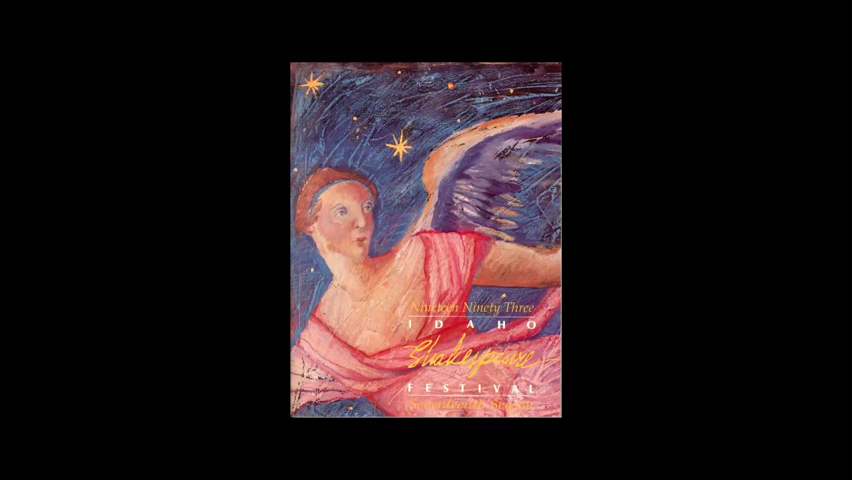 Nineteen Ninety Three
IDAHO
Shakespeare
FESTIVAL
Seventeenth Season